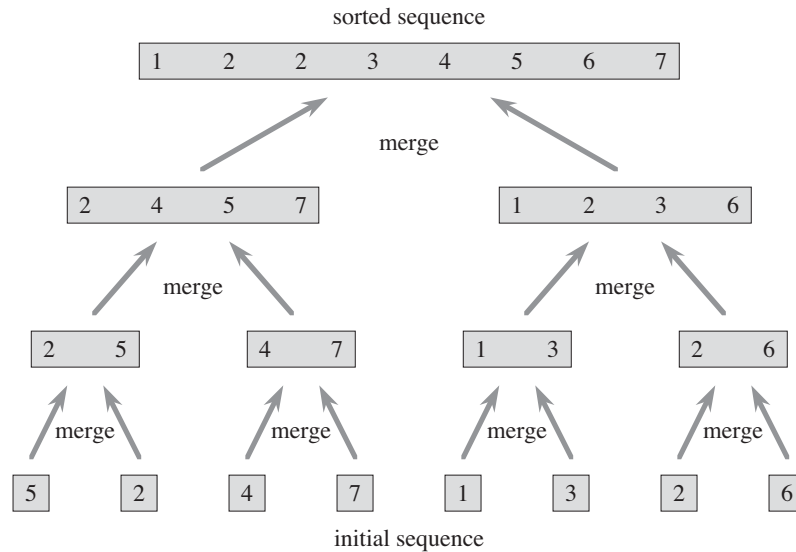 sorted sequence
1 2 2 3 4 5 6 7
merge
2 4 5 7
1 2 3 6
merge
merge
2 5
4 7
1 3
2 6
merge
merge
merge
merge
5
2
4
7
1
3
2
6
initial sequence